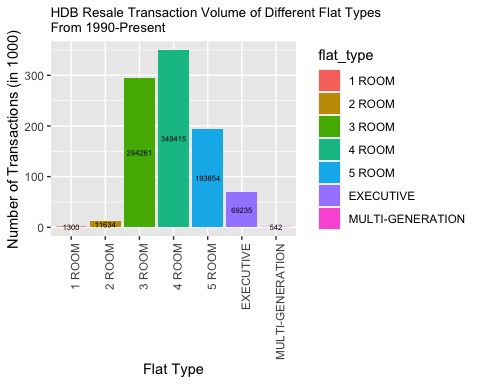 HDB Resale Transaction Volume of Different Flat Types
From 1990-Present
Number of Transactions (in 1000)
300
200
100
0
1300
11634
294261
349415
193854
69235
542
1 ROOM
2 ROOM
3 ROOM
4 ROOM
5 ROOM
EXECUTIVE
MULTI-GENERATION
Flat Type
flat_type
1 ROOM
2 ROOM
3 ROOM
4 ROOM
5 ROOM
EXECUTIVE
MULTI-GENERATION